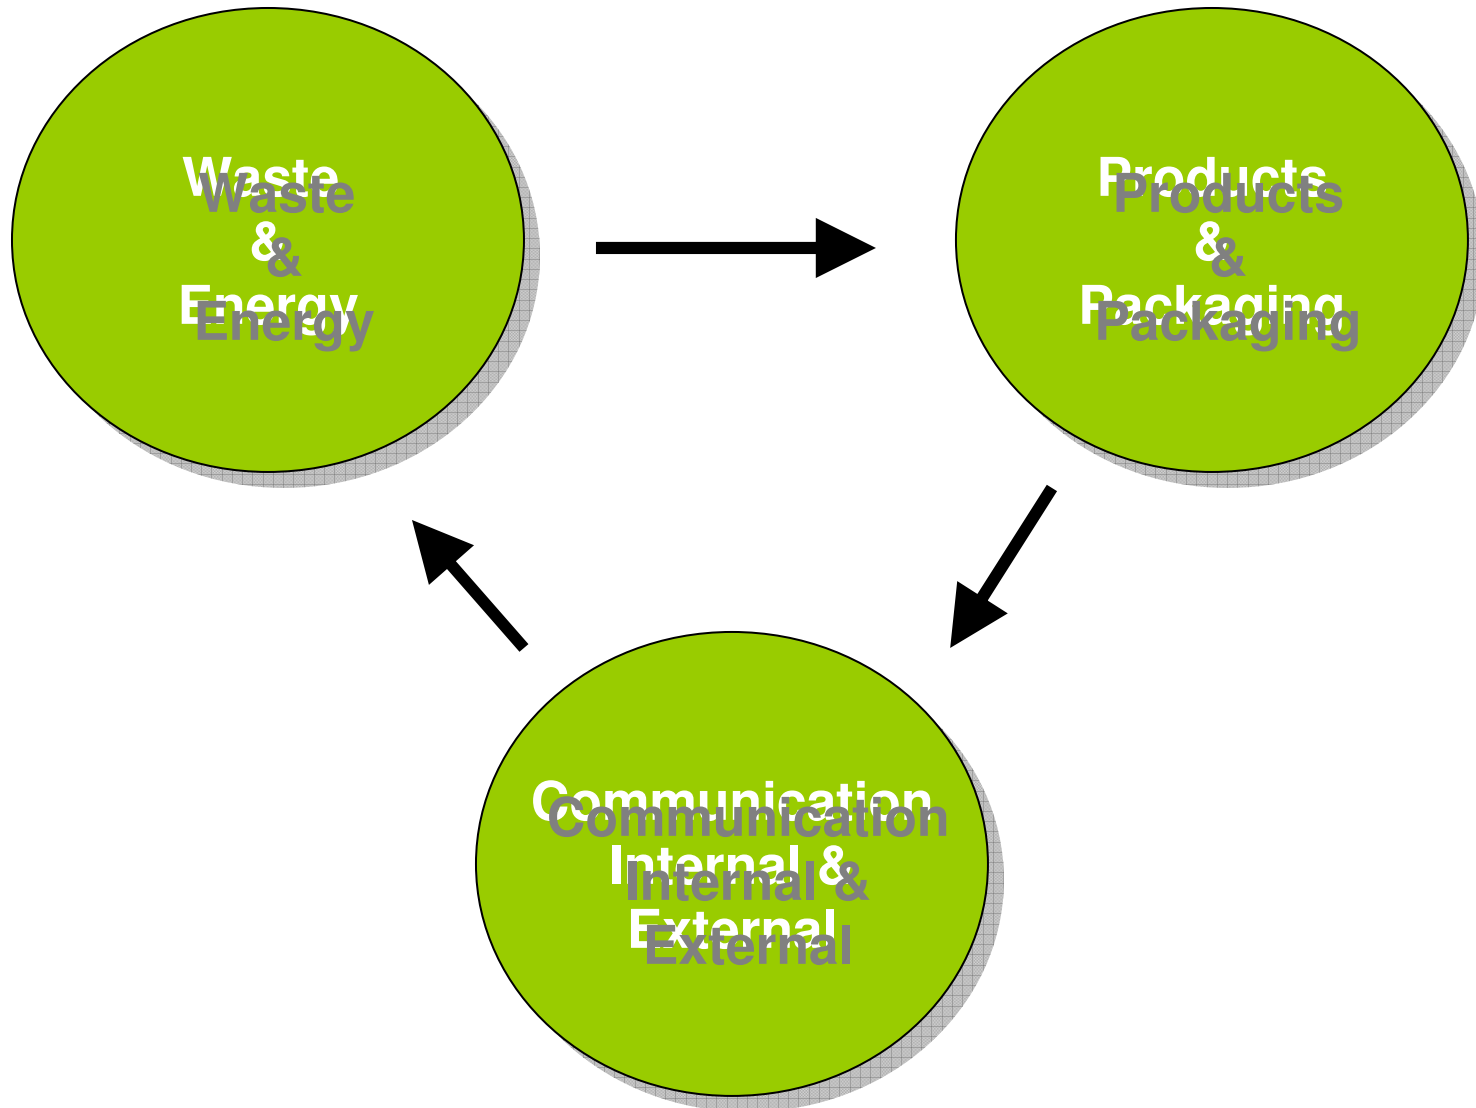 Waste
&
Energy
Products
&
Packaging
Communication
Internal &
External